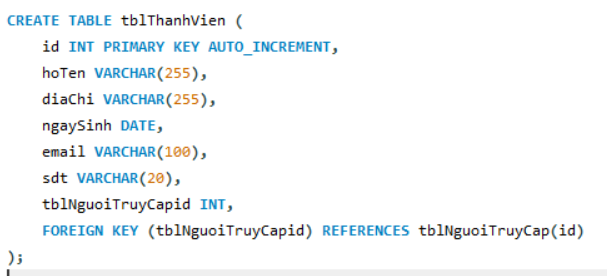 CREATE TABLE tblThanhVien (
    id INT PRIMARY KEY AUTO_INCREMENT,
    hoTen VARCHAR(255),
    diaChi VARCHAR(255),
    ngaySinh DATE,
    email VARCHAR(100),
    sdt VARCHAR(20),
    tblNguoiTruyCapid INT,
    FOREIGN KEY (tblNguoiTruyCapid) REFERENCES tblNguoiTruyCap(id)
);